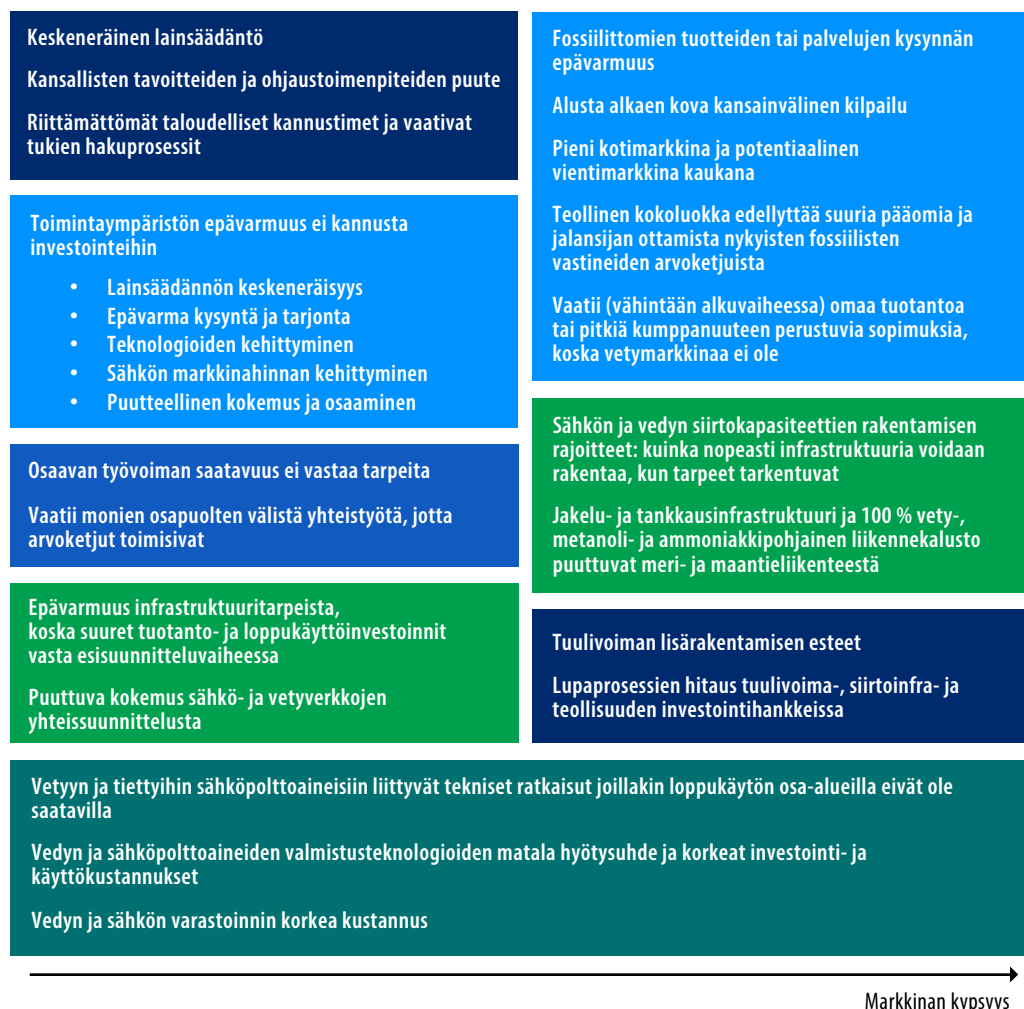 Keskeneräinen lainsäädäntö
Kansallisten tavoitteiden ja ohjaustoimenpiteiden puute
Riittämättömät taloudelliset kannustimet ja vaativat
tukien hakuprosessit
Toimintaympäristön epävarmuus ei kannusta
investointeihin
• Lainsäädännön keskeneräisyys
• Epävarma kysyntä ja tarjonta
• Teknologioiden kehittyminen
• Sähkön markkinahinnan kehittyminen
• Puutteellinen kokemus ja osaaminen
Osaavan työvoiman saatavuus ei vastaa tarpeita
Vaatii monien osapuolten välistä yhteistyötä, jotta
arvoketjut toimisivat
Epävarmuus infrastruktuuritarpeista,
koska suuret tuotanto- ja loppukäyttöinvestoinnit
vasta esisuunnitteluvaiheessa
Puuttuva kokemus sähkö- ja vetyverkkojen
yhteissuunnittelusta
Fossiilittomien tuotteiden tai palvelujen kysynnän
epävarmuus
Alusta alkaen kova kansainvälinen kilpailu
Pieni kotimarkkina ja potentiaalinen
vientimarkkina kaukana
Teollinen kokoluokka edellyttää suuria pääomia ja
jalansijan ottamista nykyisten fossiilisten
vastineiden arvoketjuista
Vaatii (vähintään alkuvaiheessa) omaa tuotantoa
tai pitkiä kumppanuuteen perustuvia sopimuksia,
koska vetymarkkinaa ei ole
Sähkön ja vedyn siirtokapasiteettien rakentamisen
rajoitteet: kuinka nopeasti infrastruktuuria voidaan
rakentaa, kun tarpeet tarkentuvat
Jakelu- ja tankkausinfrastruktuuri ja 100 % vety-,
metanoli- ja ammoniakkipohjainen liikennekalusto
puuttuvat meri- ja maantieliikenteestä
Tuulivoiman lisärakentamisen esteet
Lupaprosessien hitaus tuulivoima-, siirtoinfra- ja
teollisuuden investointihankkeissa
Vetyyn ja tiettyihin sähköpolttoaineisiin liittyvät tekniset ratkaisut joillakin loppukäytön osa-alueilla eivät ole
saatavilla
Vedyn ja sähköpolttoaineiden valmistusteknologioiden matala hyötysuhde ja korkeat investointi- ja
käyttökustannukset
Vedyn ja sähkön varastoinnin korkea kustannus
Markkinan kypsyys